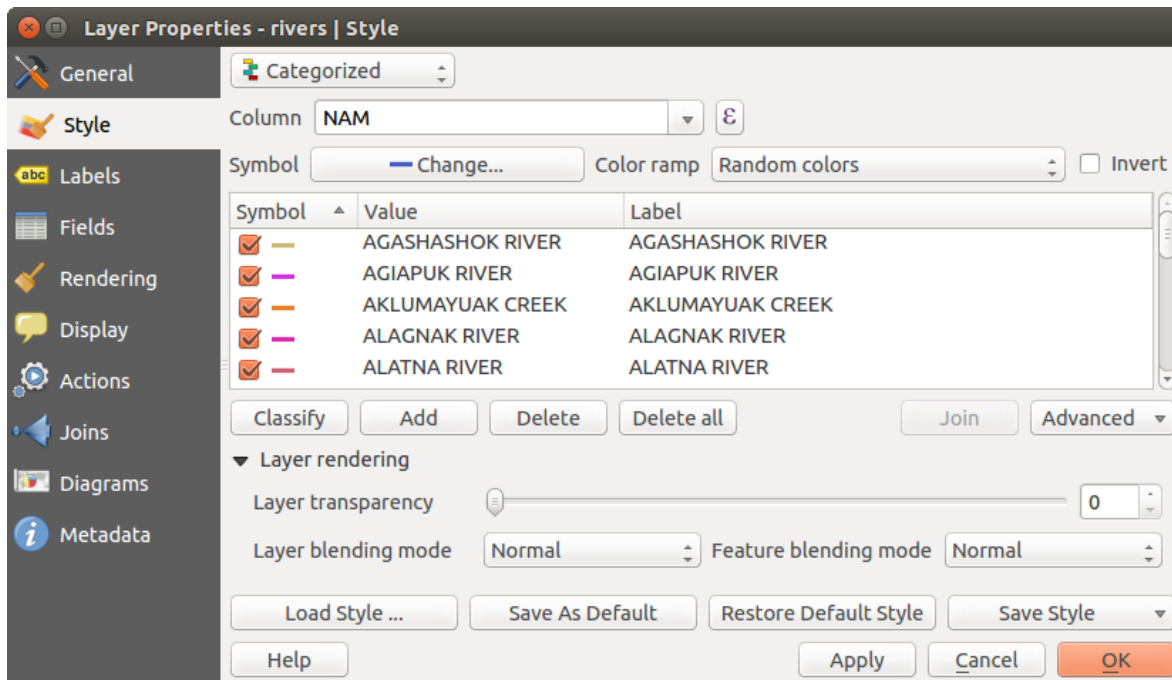 Layer Properties - rivers | Style
General
Style
abc Labels
Fields
Rendering
Display
Actions
Joins
Diagrams
Metadata
Categorized
Column NAM ε
Symbol Change... Color ramp Random colors Invert
Symbol Value Label
AGASHASHOK RIVER AGASHASHOK RIVER
AGIAPUK RIVER AGIAPUK RIVER
AKLUMAYUAK CREEK AKLUMAYUAK CREEK
ALAGNAK RIVER ALAGNAK RIVER
ALATNA RIVER ALATNA RIVER
Classify Add Delete Delete all Join Advanced
Layer rendering
Layer transparency 0
Layer blending mode Normal Feature blending mode Normal
Load Style ... Save As Default Restore Default Style Save Style
Help Apply Cancel OK